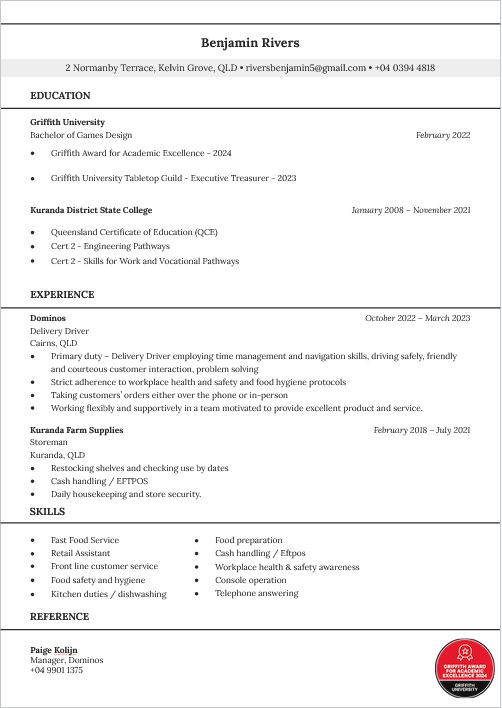 Benjamin Rivers
2 Normanby Terrace, Kelvin Grove, QLD • riversbenjamin5@gmail.com • +04 0394 4818
EDUCATION
Griffith University
Bachelor of Games Design February 2022
• Griffith Award for Academic Excellence - 2024
• Griffith University Tabletop Guild - Executive Treasurer - 2023
Kuranda District State College January 2008 – November 2021
• Queensland Certificate of Education (QCE)
• Cert 2 - Engineering Pathways
• Cert 2 - Skills for Work and Vocational Pathways
EXPERIENCE
Dominos October 2022 – March 2023
Delivery Driver
Cairns, QLD
• Primary duty – Delivery Driver employing time management and navigation skills, driving safely, friendly
and courteous customer interaction, problem solving
• Strict adherence to workplace health and safety and food hygiene protocols
• Taking customers’ orders either over the phone or in-person
• Working flexibly and supportively in a team motivated to provide excellent product and service.
Kuranda Farm Supplies February 2018 – July 2021
Storeman
Kuranda, QLD
• Restocking shelves and checking use by dates
• Cash handling / EFTPOS
• Daily housekeeping and store security.
SKILLS
• Fast Food Service • Food preparation
• Retail Assistant • Cash handling / Eftpos
• Front line customer service • Workplace health & safety awareness
• Food safety and hygiene • Console operation
• Kitchen duties / dishwashing • Telephone answering
REFERENCE
Paige Kolijn
Manager, Dominos
+04 9901 1375
GRIFFITH AWARD
FOR ACADEMIC
EXCELLENCE 2024
GRIFFITH
UNIVERSITY